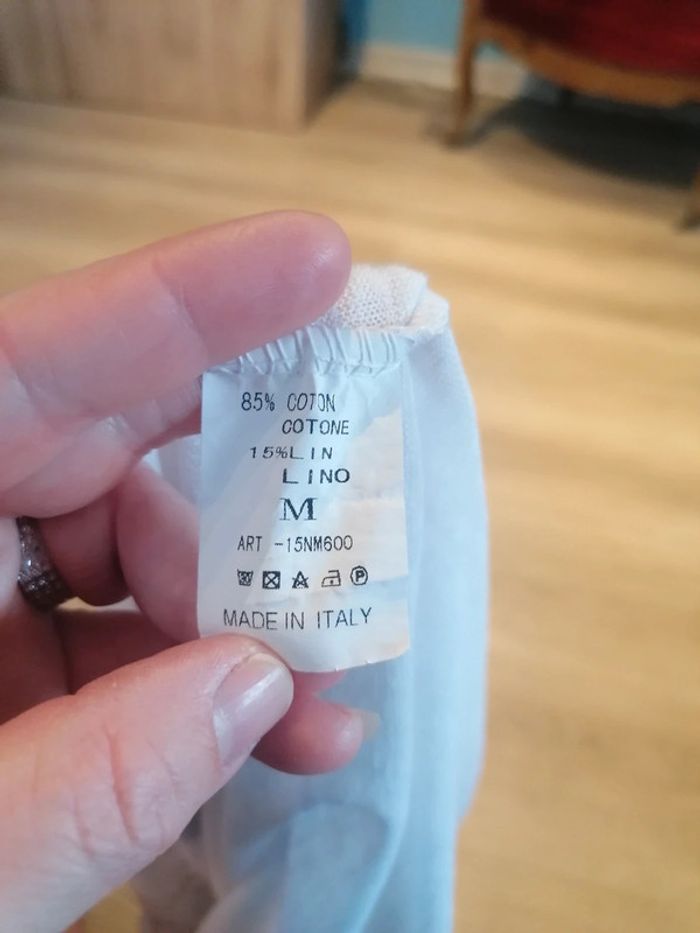 85% COTON
COTONE
15%LIN
LINO
M
ART -15NM600
MADE IN ITALY